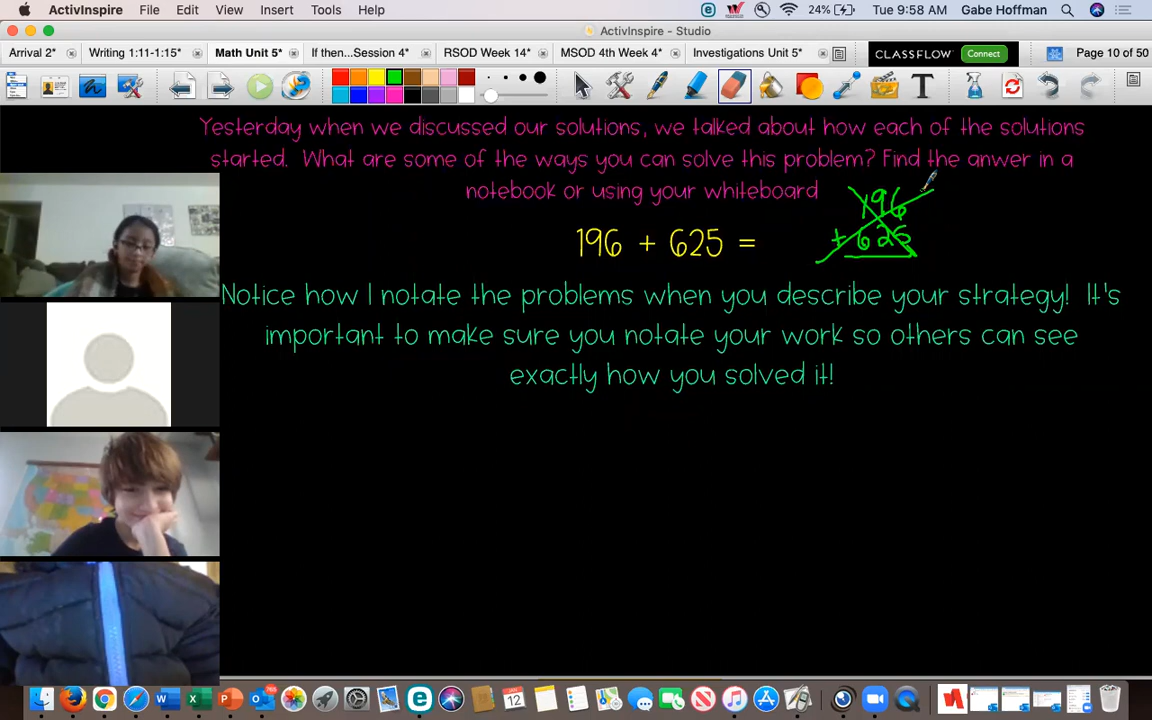 ActivInspire File Edit View Insert Tools Help 24% Tue 9:58 AM Gabe Hoffman
ActivInspire - Studio
Arrival 2* Writing 1:11-1:15* Math Unit 5* If then...Session 4* RSOD Week 14* MSOD 4th Week 4* Investigations Unit 5* CLASSFLOW Connect Page 10 of 50
Yesterday when we discussed our solutions, we talked about how each of the solutions
started. What are some of the ways you can solve this problem? Find the anwer in a
notebook or using your whiteboard
196
196 + 625 =
+ 625
Notice how I notate the problems when you describe your strategy! It's
important to make sure you notate your work so others can see
exactly how you solved it!
JAN
12
765